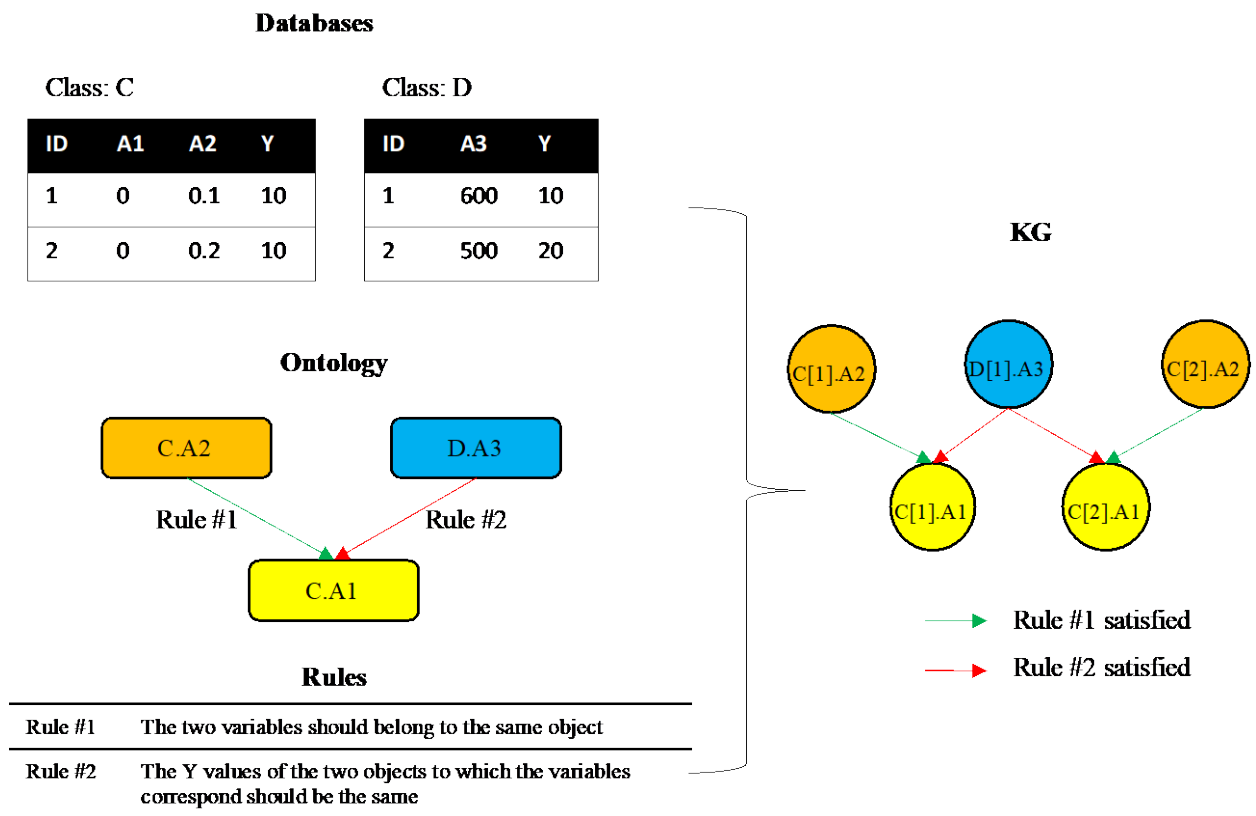 Databases
Class: C
Class: D
ID A1 A2 Y
1 0 0.1 10
2 0 0.2 10
ID A3 Y
1 600 10
2 500 20
Ontology
C.A2
D.A3
Rule #1
Rule #2
C.A1
Rules
Rule #1 The two variables should belong to the same object
Rule #2 The Y values of the two objects to which the variables
correspond should be the same
KG
C[1].A2
D[1].A3
C[2].A2
C[1].A1
C[2].A1
Rule #1 satisfied
Rule #2 satisfied